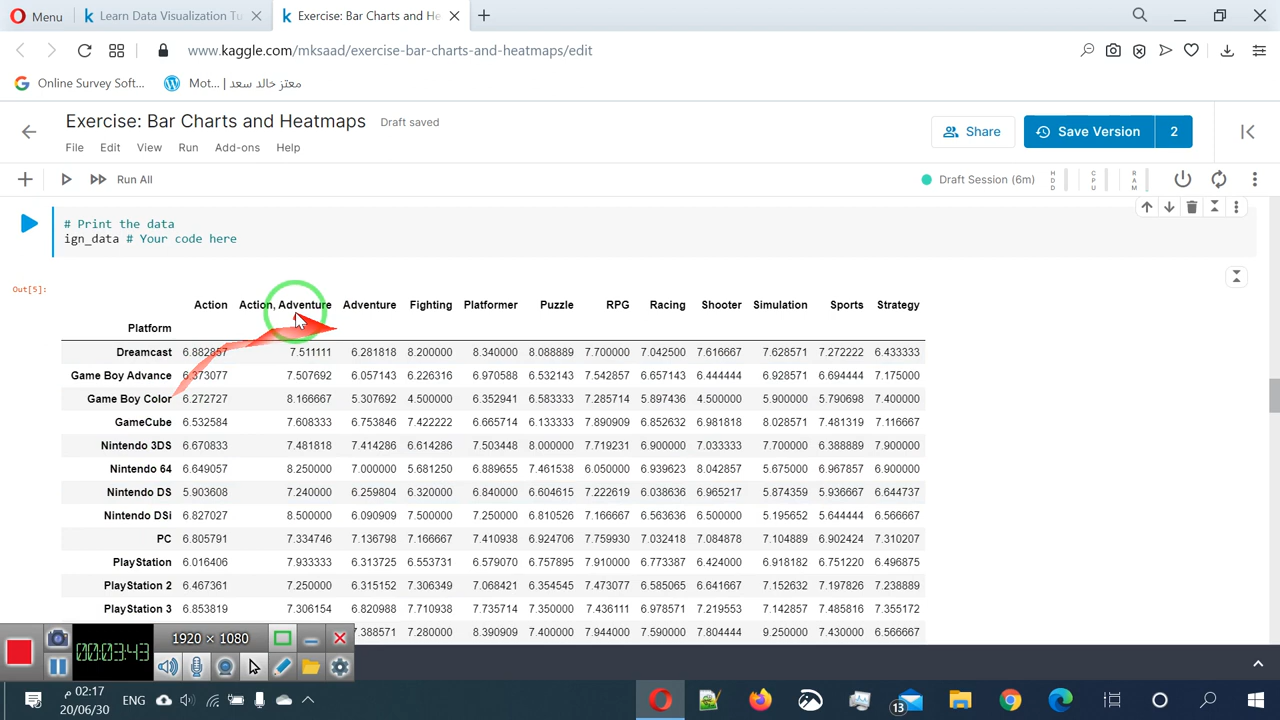 Menu
Learn Data Visualization Tu
Exercise: Bar Charts and He
www.kaggle.com/mksaad/exercise-bar-charts-and-heatmaps/edit
Online Survey Soft...
Mot... | معتز خالد سعد
Exercise: Bar Charts and Heatmaps
Draft saved
Share
Save Version
2
File Edit View Run Add-ons Help
Run All
Draft Session (6m)
HDD
CPU
RAM
# Print the data
ign_data # Your code here
Out[5]:
Action Action, Adventure Adventure Fighting Platformer Puzzle RPG Racing Shooter Simulation Sports Strategy
Platform
Dreamcast 6.882857 7.511111 6.281818 8.200000 8.340000 8.088889 7.700000 7.042500 7.616667 7.628571 7.272222 6.433333
Game Boy Advance 6.373077 7.507692 6.057143 6.226316 6.970588 6.532143 7.542857 6.657143 6.444444 6.928571 6.694444 7.175000
Game Boy Color 6.272727 8.166667 5.307692 4.500000 6.352941 6.583333 7.285714 5.897436 4.500000 5.900000 5.790698 7.400000
GameCube 6.532584 7.608333 6.753846 7.422222 6.665714 6.133333 7.890909 6.852632 6.981818 8.028571 7.481319 7.116667
Nintendo 3DS 6.670833 7.481818 7.414286 6.614286 7.503448 8.000000 7.719231 6.900000 7.033333 7.700000 6.388889 7.900000
Nintendo 64 6.649057 8.250000 7.000000 5.681250 6.889655 7.461538 6.050000 6.939623 8.042857 5.675000 6.967857 6.900000
Nintendo DS 5.903608 7.240000 6.259804 6.320000 6.840000 6.604615 7.222619 6.038636 6.965217 5.874359 5.936667 6.644737
Nintendo DSi 6.827027 8.500000 6.090909 7.500000 7.250000 6.810526 7.166667 6.563636 6.500000 5.195652 5.644444 6.566667
PC 6.805791 7.334746 7.136798 7.166667 7.410938 6.924706 7.759930 7.032418 7.084878 7.104889 6.902424 7.310207
PlayStation 6.016406 7.933333 6.313725 6.553731 6.579070 6.757895 7.910000 6.773387 6.424000 6.918182 6.751220 6.496875
PlayStation 2 6.467361 7.250000 6.315152 7.306349 7.068421 6.354545 7.473077 6.585065 6.641667 7.152632 7.197826 7.238889
PlayStation 3 6.853819 7.306154 6.820988 7.710938 7.735714 7.350000 7.436111 6.978571 7.219553 7.142857 7.485816 7.355172
7.388571 7.280000 8.390909 7.400000 7.944000 7.590000 7.804444 9.250000 7.430000 6.566667
1920 × 1080
00:03:43
02:17 م
20/06/30
ENG
13